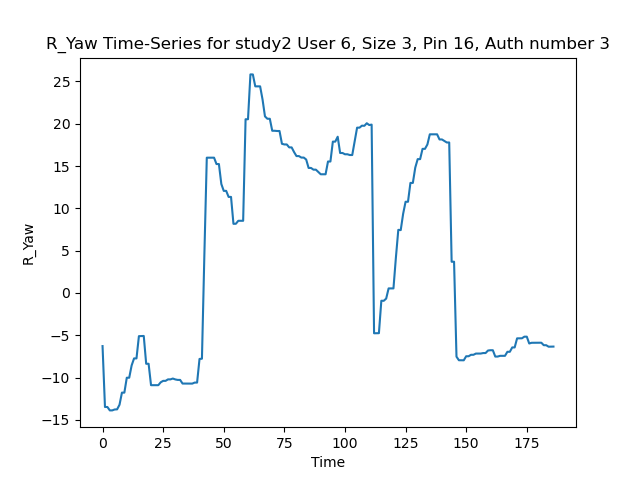 R_Yaw Time-Series for study2 User 6, Size 3, Pin 16, Auth number 3
25
20
15
10
5
0
−5
−10
−15
R_Yaw
0 25 50 75 100 125 150 175
Time